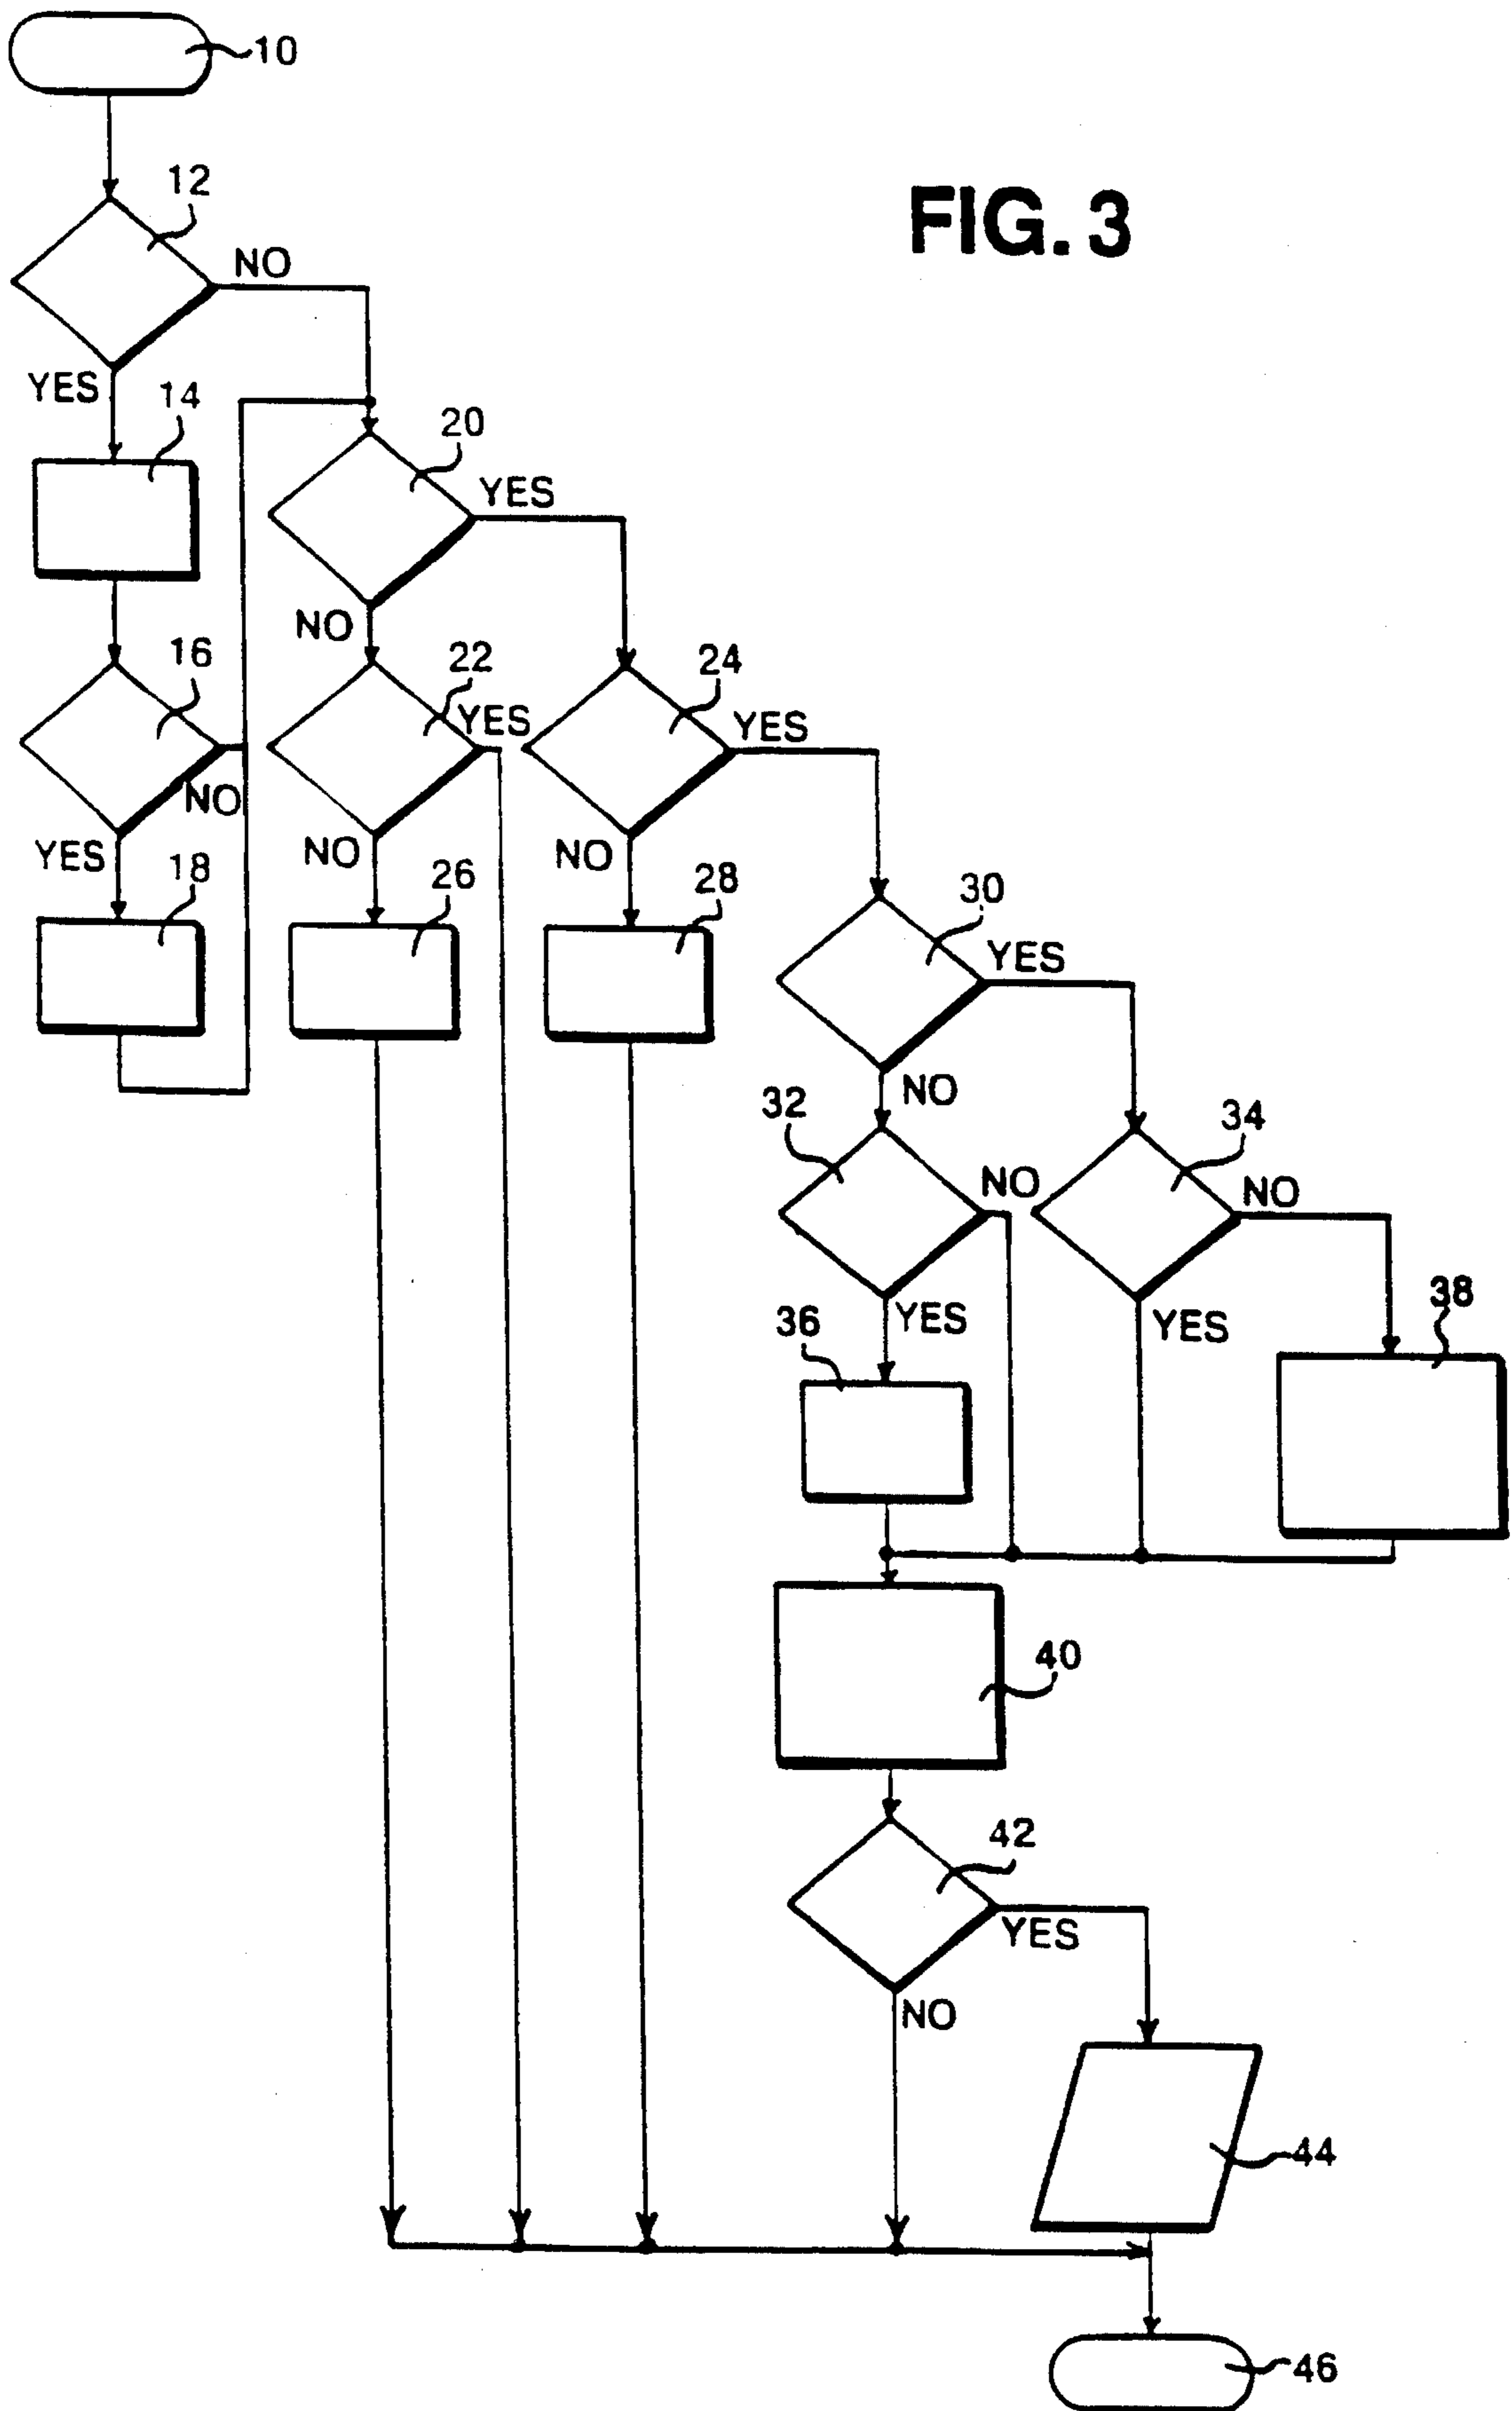 10
12
FIG. 3
NO
YES
14
20
YES
NO
16
22
24
YES
YES
NO
YES
NO
NO
18
26
28
30
YES
NO
32
34
NO
NO
YES
YES
36
38
40
42
YES
NO
44
46